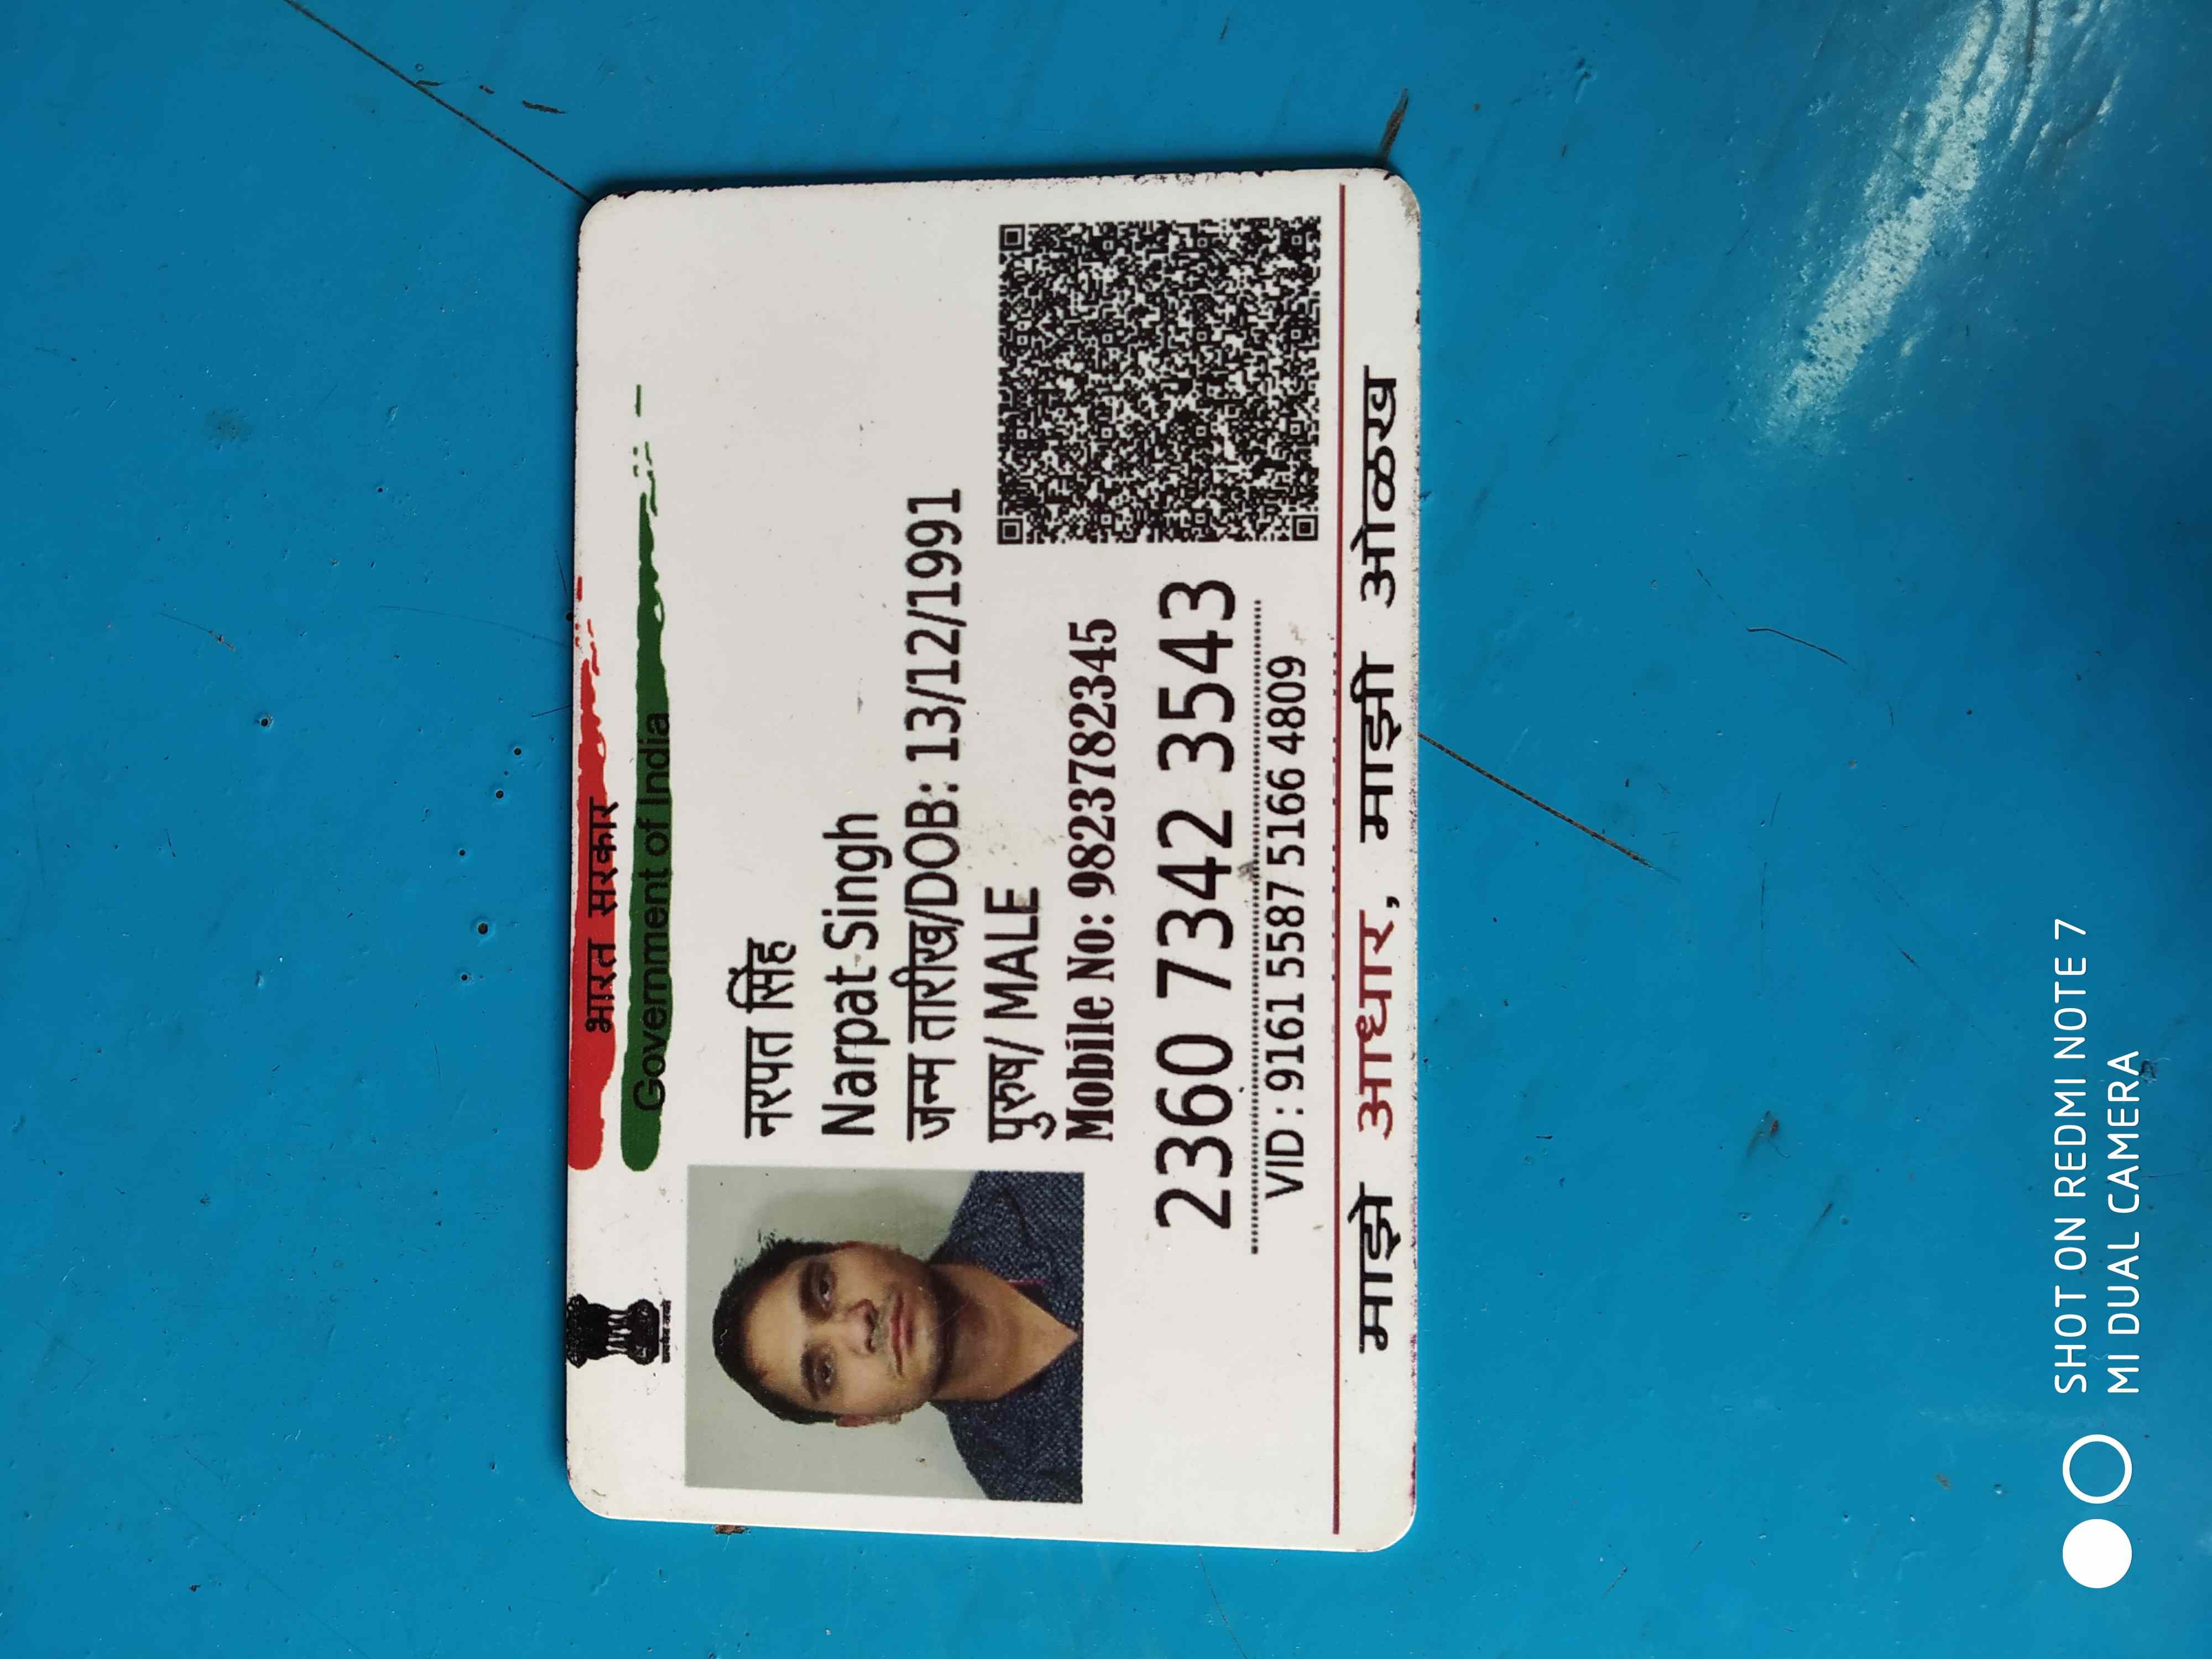 भारत सरकार
Government of India
नरपत सिंह
Narpat Singh
जन्म तारीख/DOB: 13/12/1991
पुरुष/ MALE
Mobile No: 9823782345
2360 7342 3543
VID : 9161 5587 5166 4809
माझे आधार, माझी ओळख
SHOT ON REDMI NOTE 7
MI DUAL CAMERA